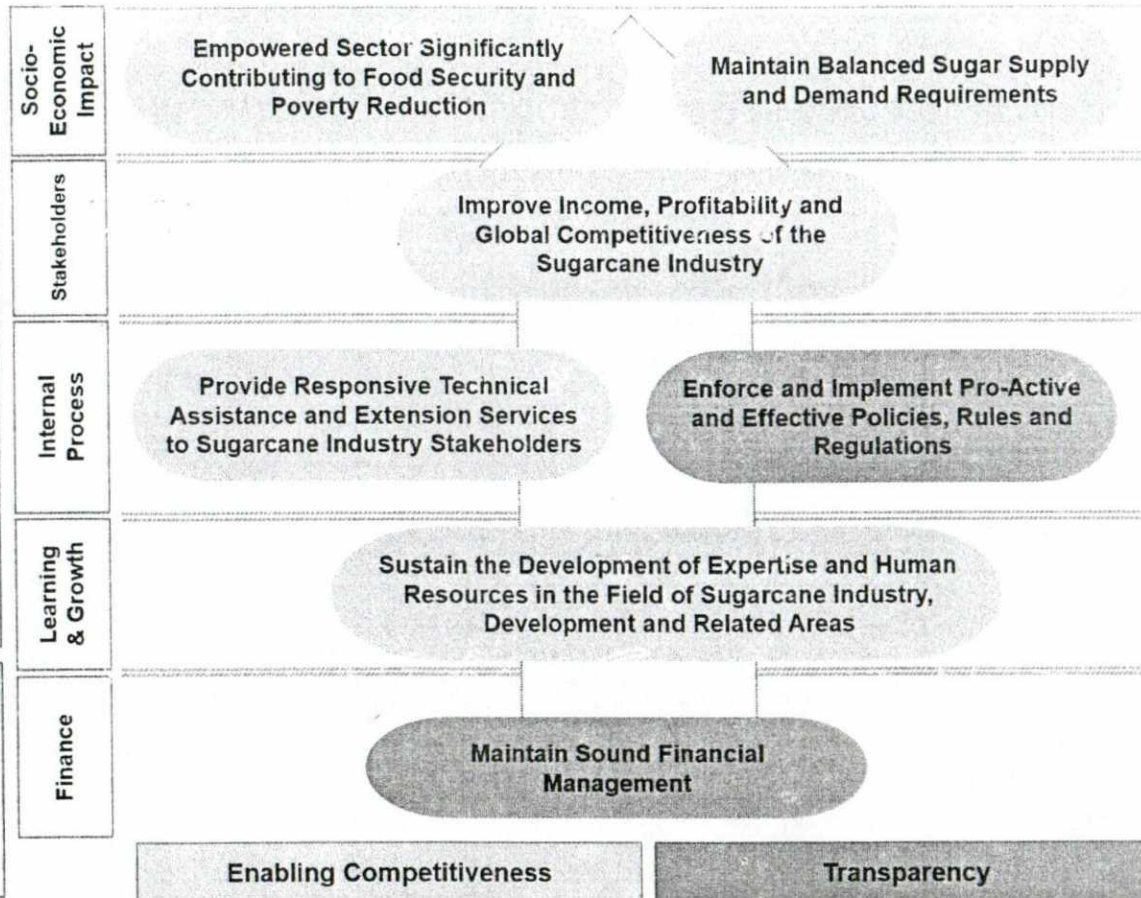 Socio-
Economic
Impact
Empowered Sector Significantly
Contributing to Food Security and
Poverty Reduction
Maintain Balanced Sugar Supply
and Demand Requirements
Stakeholders
Improve Income, Profitability and
Global Competitiveness of the
Sugarcane Industry
Internal
Process
Provide Responsive Technical
Assistance and Extension Services
to Sugarcane Industry Stakeholders
Enforce and Implement Pro-Active
and Effective Policies, Rules and
Regulations
Learning
& Growth
Sustain the Development of Expertise and Human
Resources in the Field of Sugarcane Industry,
Development and Related Areas
Finance
Maintain Sound Financial
Management
Enabling Competitiveness
Transparency